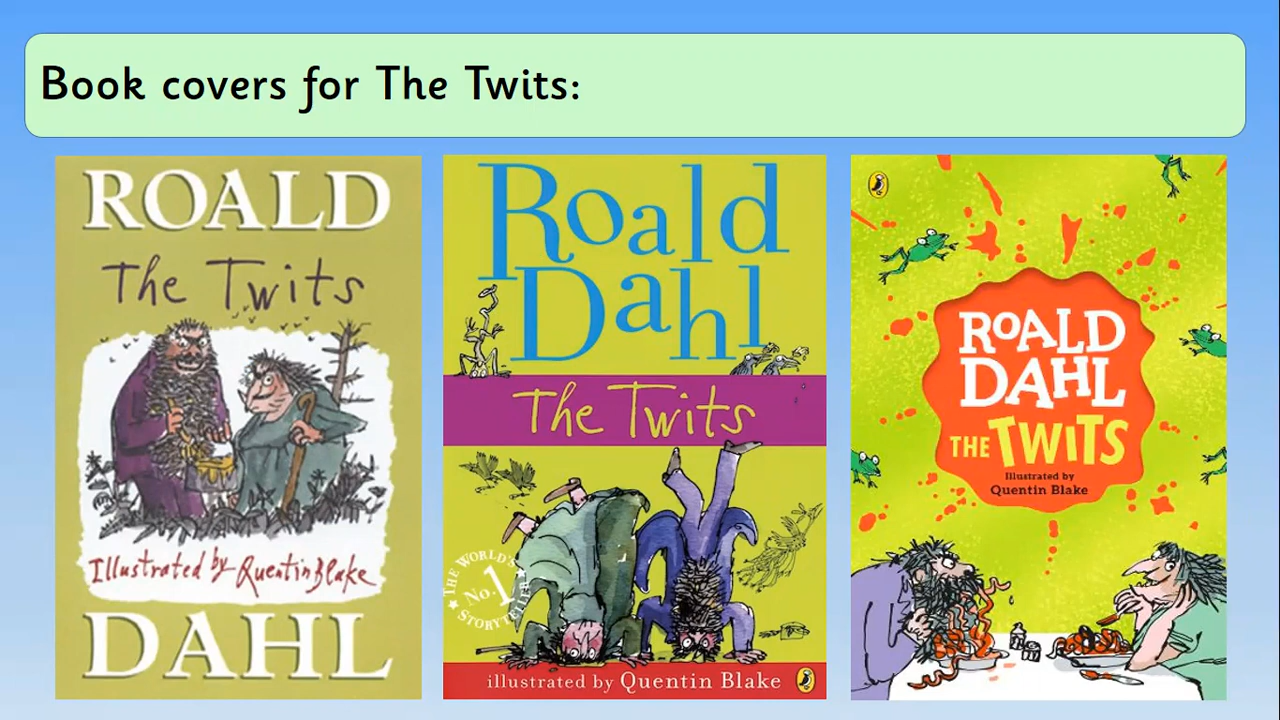 Book covers for The Twits:
ROALD
The Twits
Illustrated by Quentin Blake
DAHL
Roald
Dahl
The Twits
THE WORLD'S
No.1
illustrated by Quentin Blake
ROALD
DAHL
THE TWITS
Illustrated by
Quentin Blake